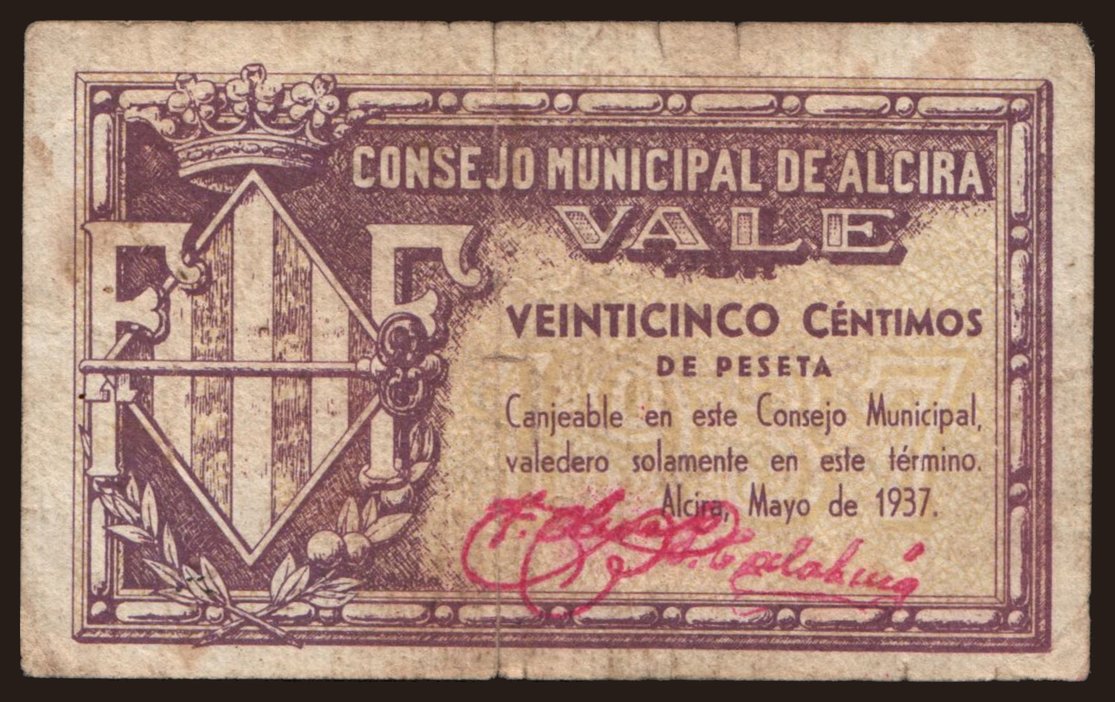 CONSEJO MUNICIPAL DE ALCIRA
VALE
POR
VEINTICINCO CÉNTIMOS
DE PESETA
Canjeable en este Consejo Municipal,
valedero solamente en este término.
Alcira, Mayo de 1937.